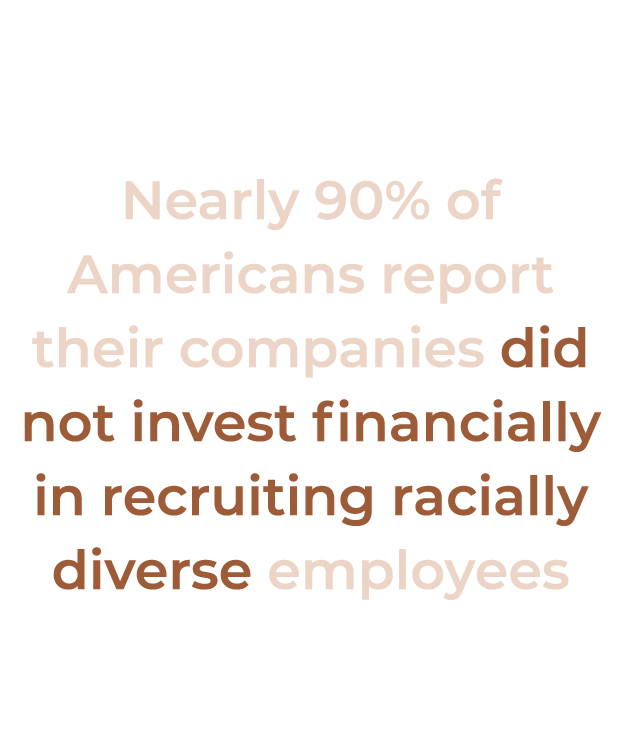 Nearly 90% of
Americans report
their companies did
not invest financially
in recruiting racially
diverse employees